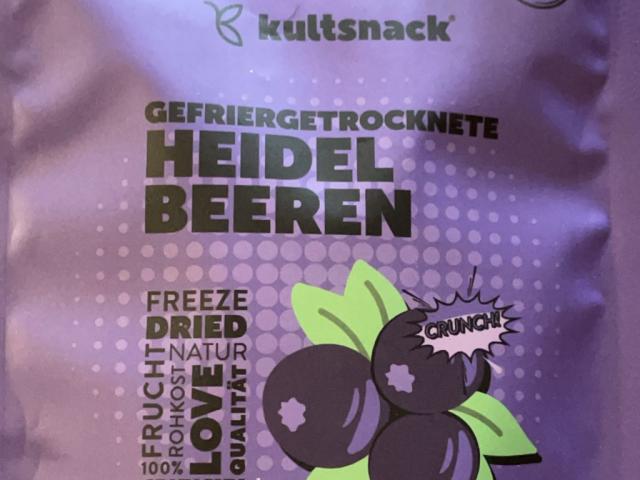 kultsnack®
GEFRIERGETROCKNETE
HEIDEL
BEEREN
FREEZE
DRIED
NATUR
FRUCHT
ROHKOST
LOVE
QUALITÄT
100%
CRUNCH!